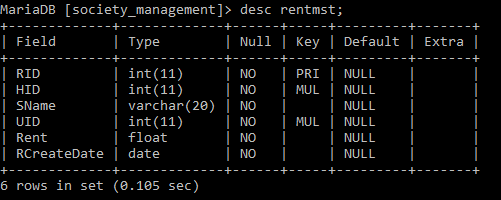 MariaDB [society_management]> desc rentmst;
+-------------+-------------+------+-----+---------+-------+
| Field       | Type        | Null | Key | Default | Extra |
+-------------+-------------+------+-----+---------+-------+
| RID         | int(11)     | NO   | PRI | NULL    |       |
| HID         | int(11)     | NO   | MUL | NULL    |       |
| SName       | varchar(20) | NO   |     | NULL    |       |
| UID         | int(11)     | NO   | MUL | NULL    |       |
| Rent        | float       | NO   |     | NULL    |       |
| RCreateDate | date        | NO   |     | NULL    |       |
+-------------+-------------+------+-----+---------+-------+
6 rows in set (0.105 sec)